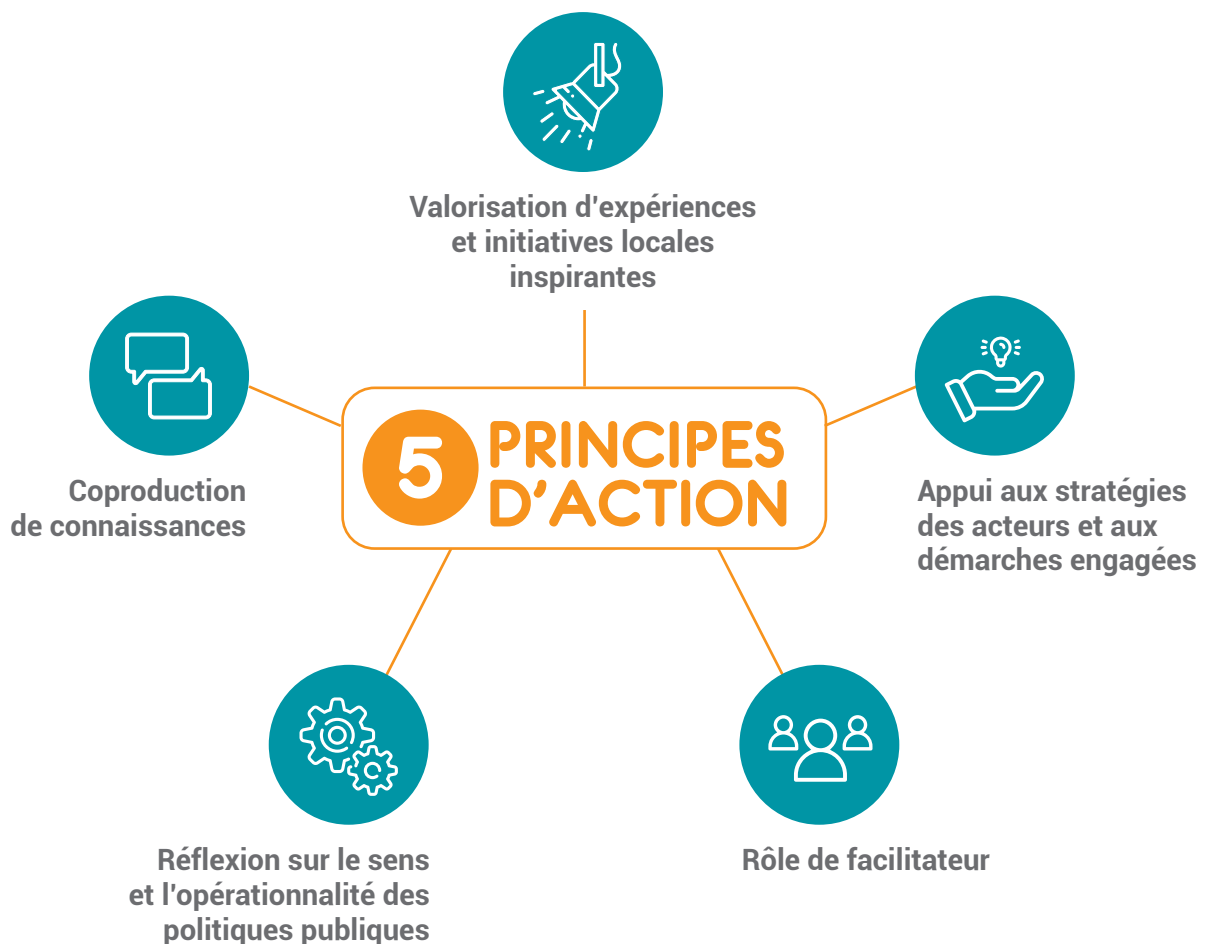 Valorisation d'expériences
et initiatives locales
inspirantes
Coproduction
de connaissances
5 PRINCIPES
D'ACTION
Appui aux stratégies
des acteurs et aux
démarches engagées
Réflexion sur le sens
et l'opérationnalité des
politiques publiques
Rôle de facilitateur